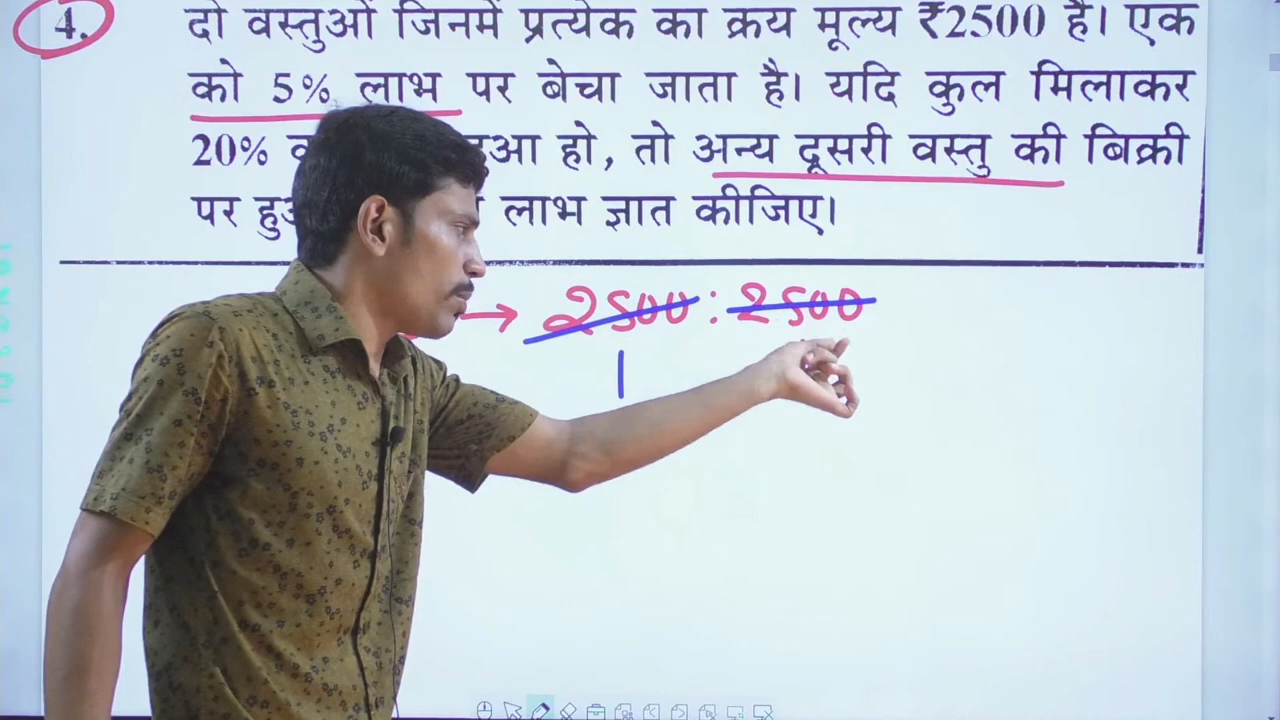 4. दो वस्तुओं जिनमें प्रत्येक का क्रय मूल्य ₹2500 है। एक
को 5% लाभ पर बेचा जाता है। यदि कुल मिलाकर
20% हुआ हो, तो अन्य दूसरी वस्तु की बिक्री
पर लाभ ज्ञात कीजिए।
→ 2500 : 2500
1